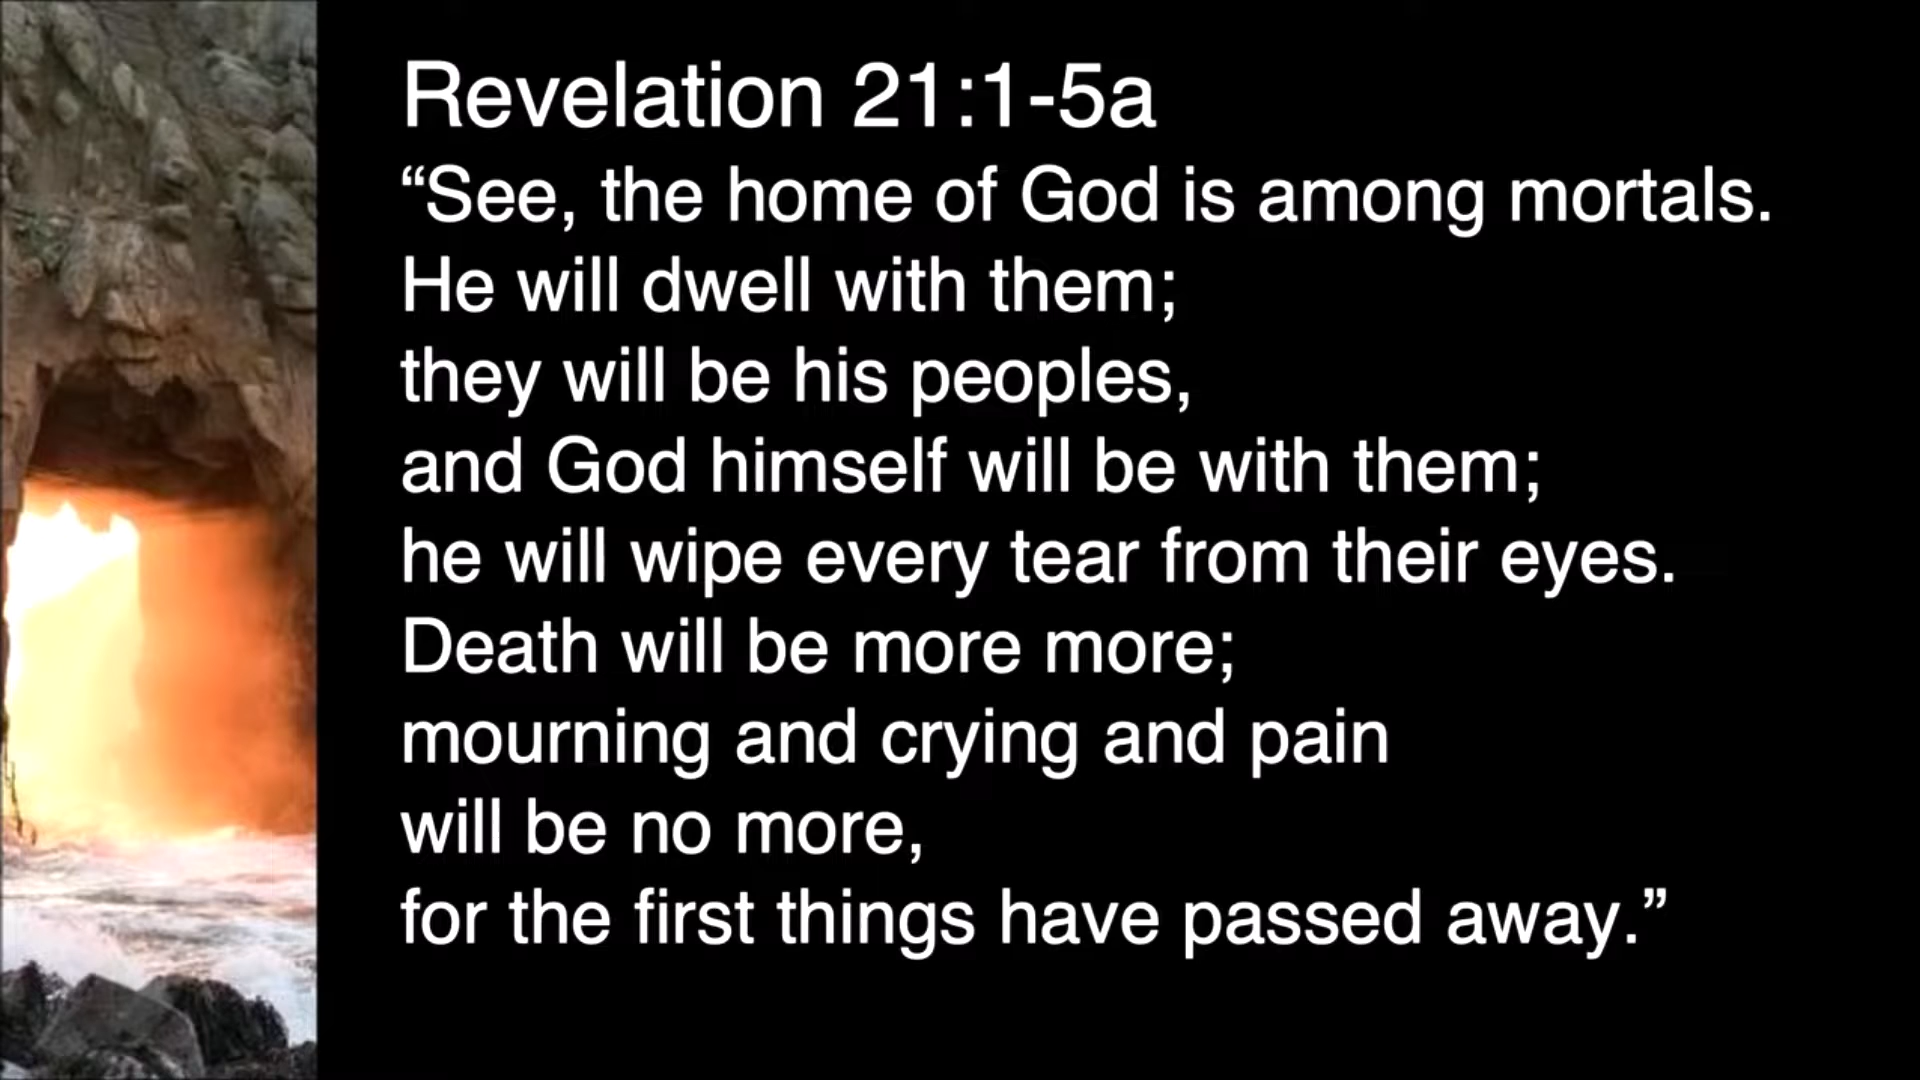 Revelation 21:1-5a
“See, the home of God is among mortals.
He will dwell with them;
they will be his peoples,
and God himself will be with them;
he will wipe every tear from their eyes.
Death will be more more;
mourning and crying and pain
will be no more,
for the first things have passed away.”